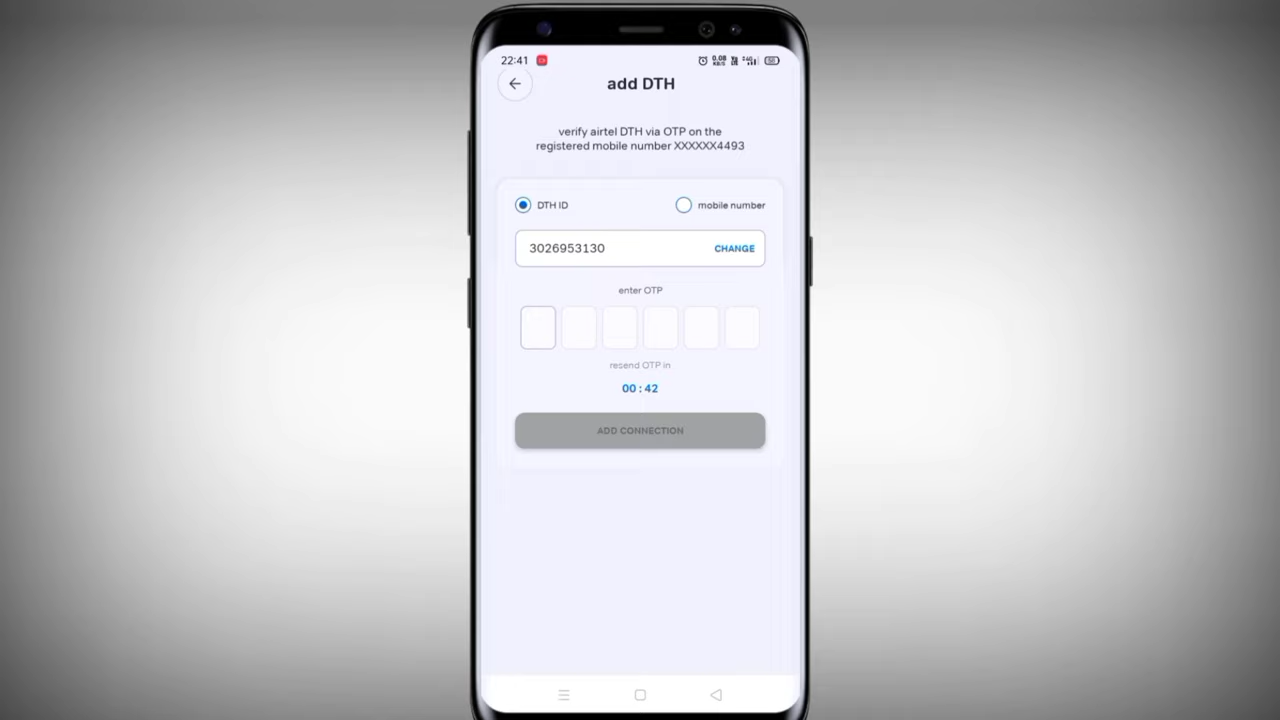 22:41
add DTH
verify airtel DTH via OTP on the
registered mobile number XXXXXX4493
DTH ID
mobile number
3026953130
CHANGE
enter OTP
resend OTP in
00 : 42
ADD CONNECTION